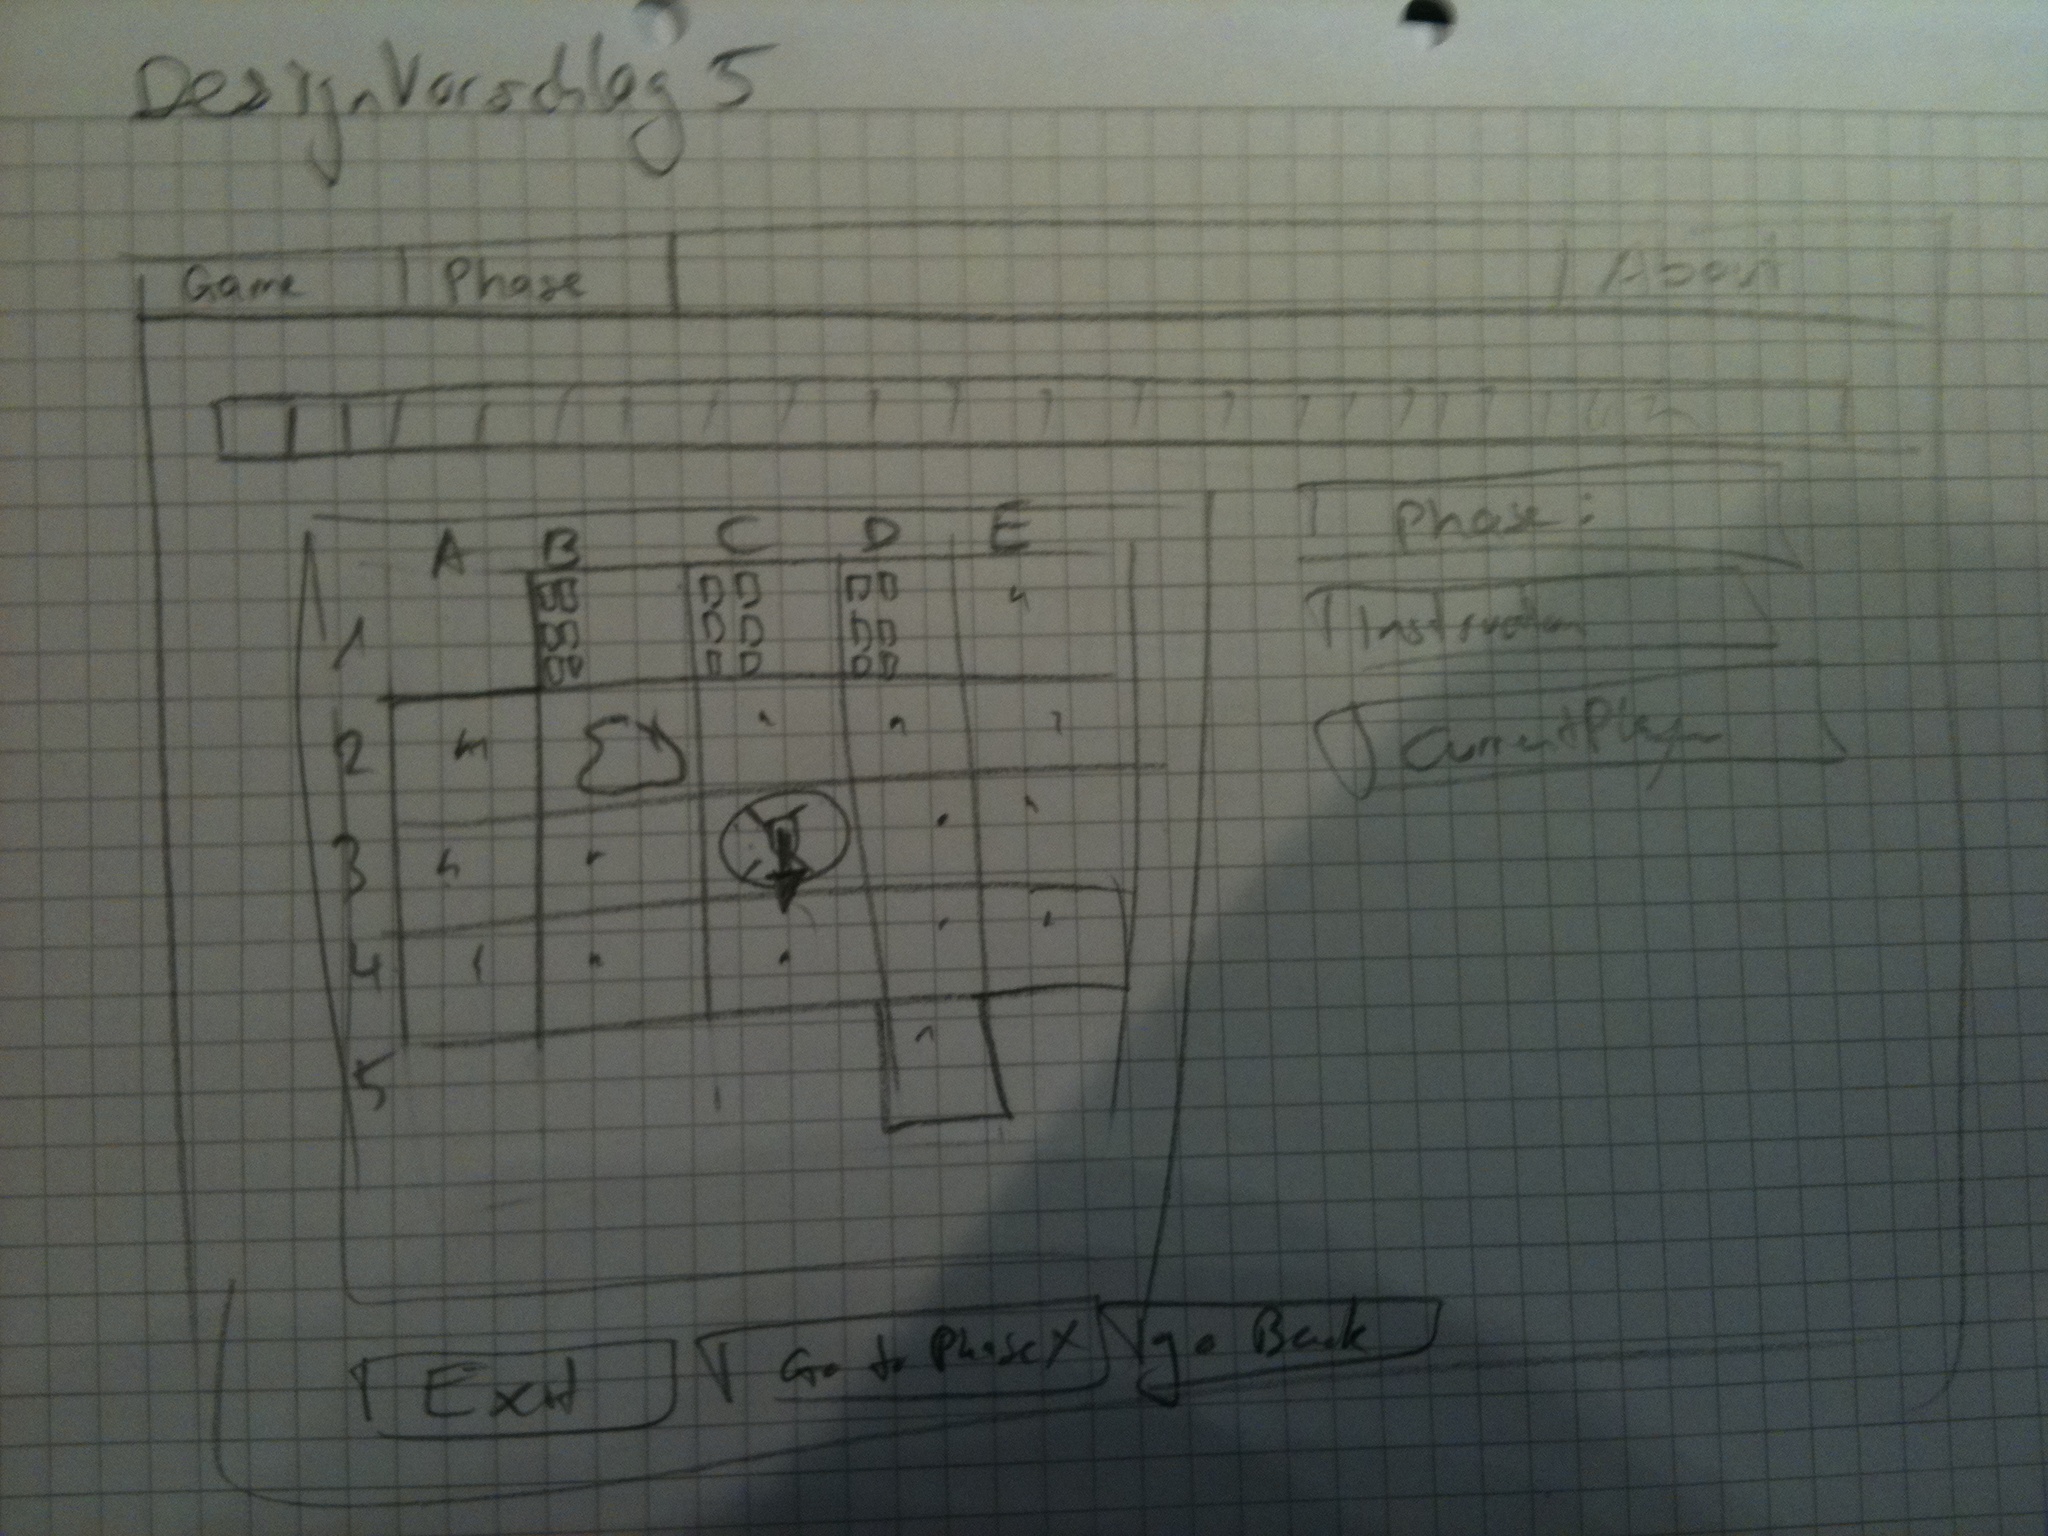 DesignVorschlag 5
Game Phase About
A B C D E
Phase:
1
Instruction
2
CurrentPlayer
3
4
5
Exit Go to Phase X go Back